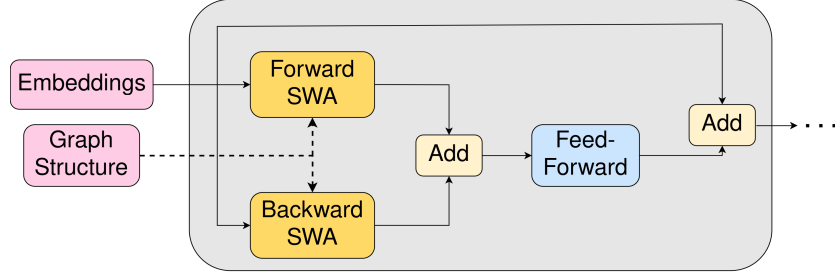 Embeddings
Graph
Structure
Forward
SWA
Backward
SWA
Add
Feed-
Forward
Add
...